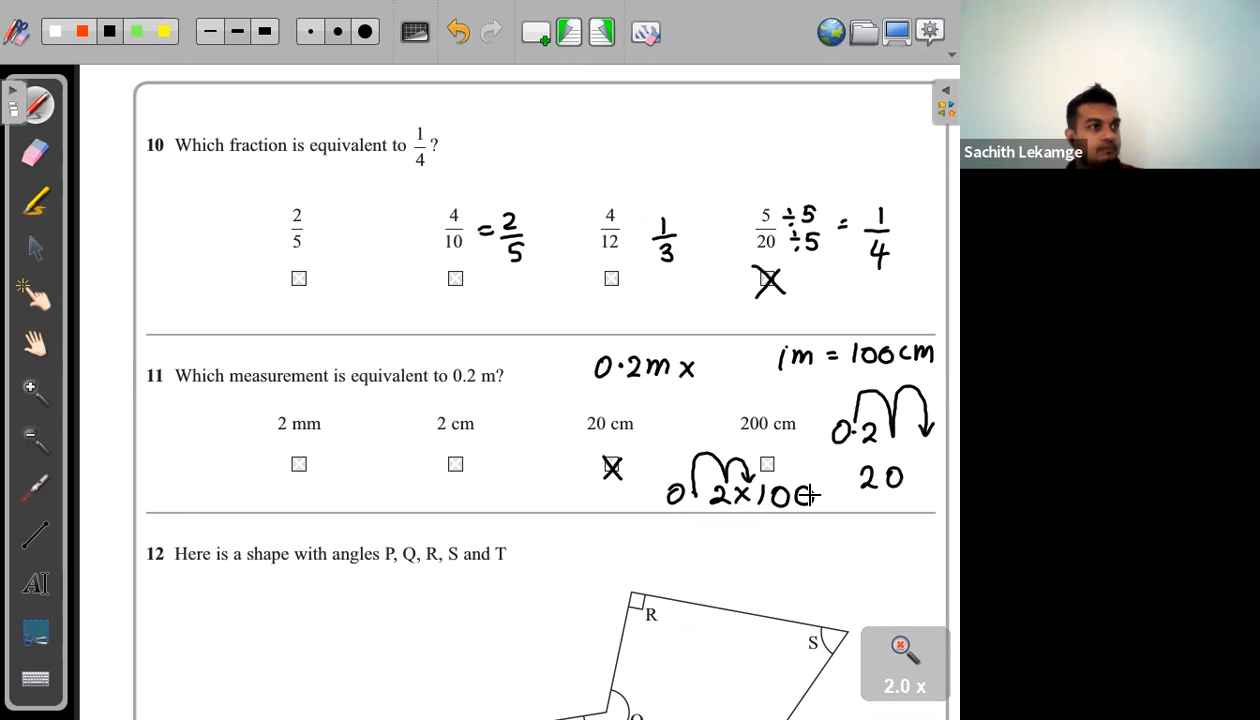 Sachith Lekamge
10 Which fraction is equivalent to 1/4 ?
2/5 4/10 = 2/5 4/12 1/3 5/20 ÷5/÷5 = 1/4
0.2m x 1m = 100cm
11 Which measurement is equivalent to 0.2 m?
2 mm 2 cm 20 cm 200 cm 0.2
0.2x100 20
12 Here is a shape with angles P, Q, R, S and T
R
S
Q
AI
2.0 x